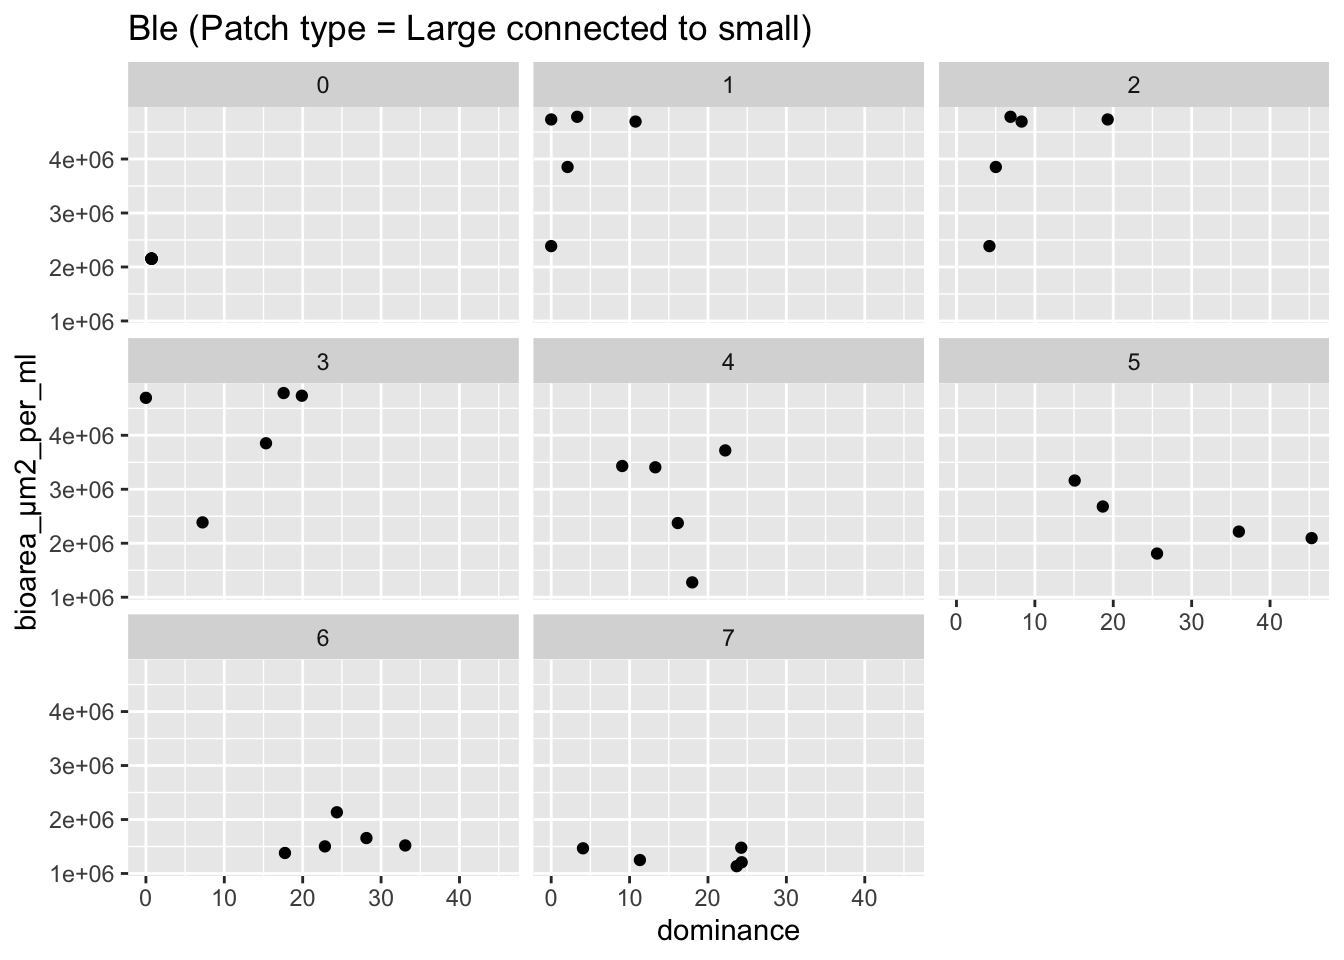 Ble (Patch type = Large connected to small)
0 1 2
4e+06
3e+06
2e+06
1e+06
3 4 5
4e+06
3e+06
2e+06
1e+06
0 10 20 30 40
6 7
4e+06
3e+06
2e+06
1e+06
0 10 20 30 40 0 10 20 30 40
dominance
bioarea_µm2_per_ml